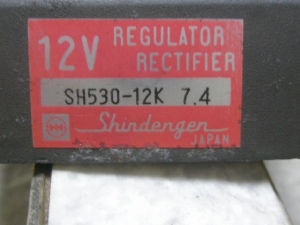 12V REGULATOR
RECTIFIER
SH530-12K 7.4
Shindengen
JAPAN